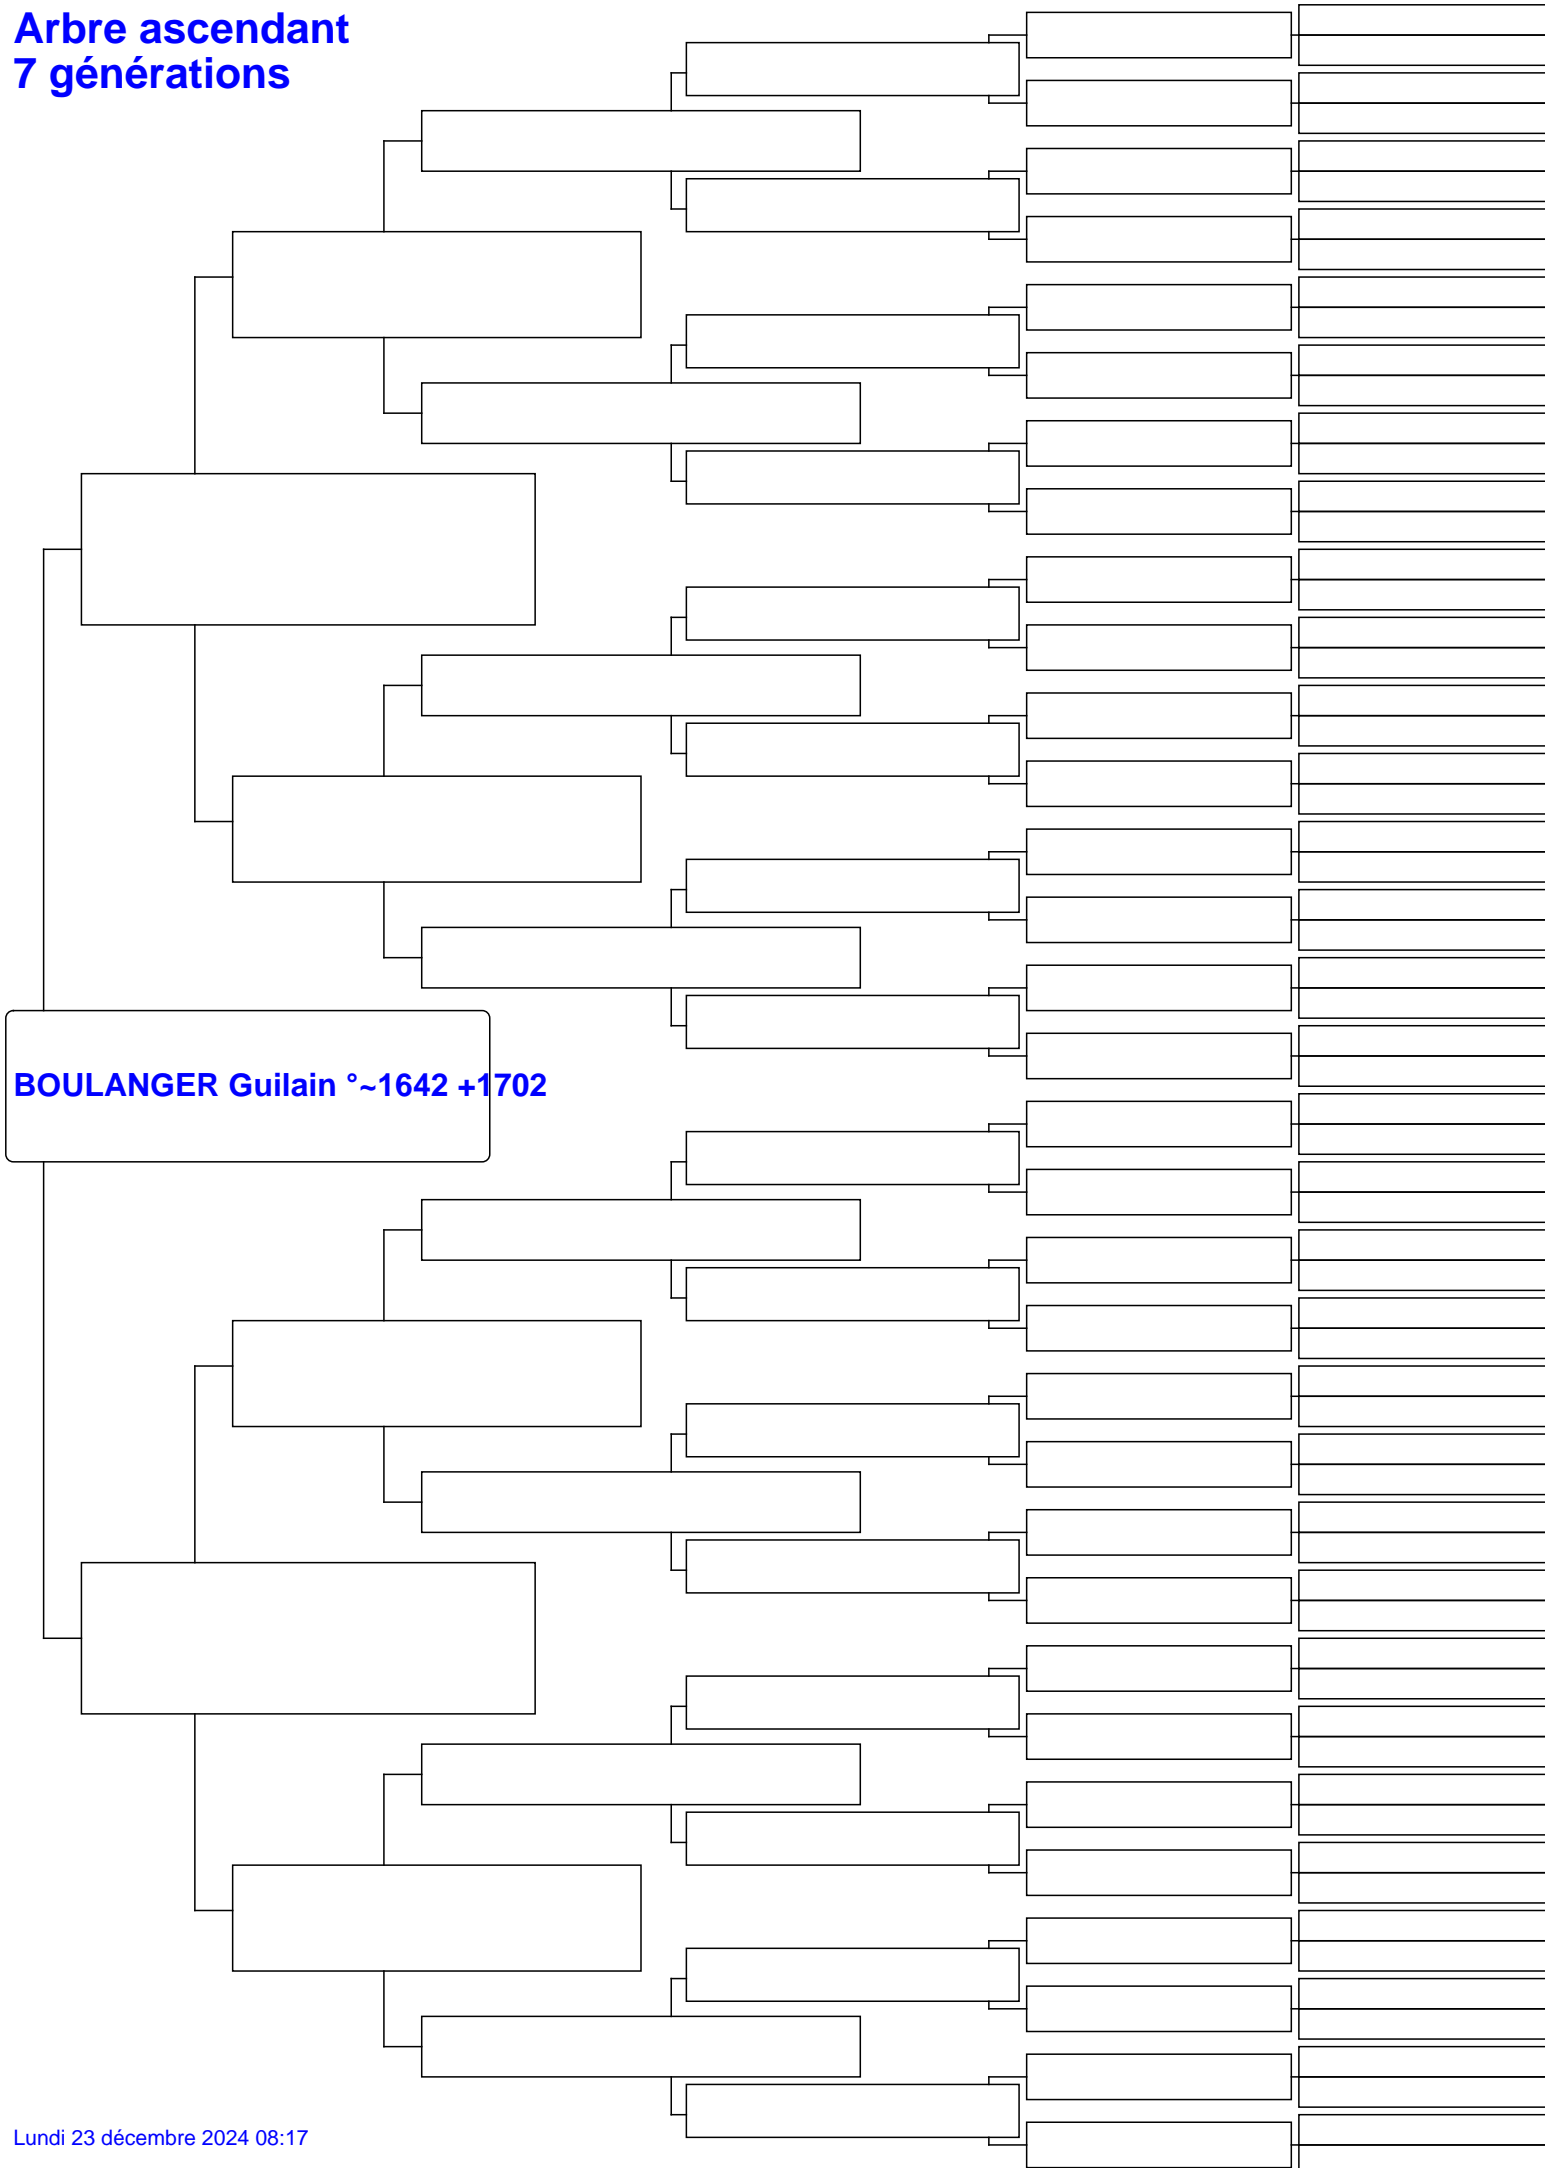 Arbre ascendant
7 générations
BOULANGER Guilain °~1642 +1702
Lundi 23 décembre 2024 08:17